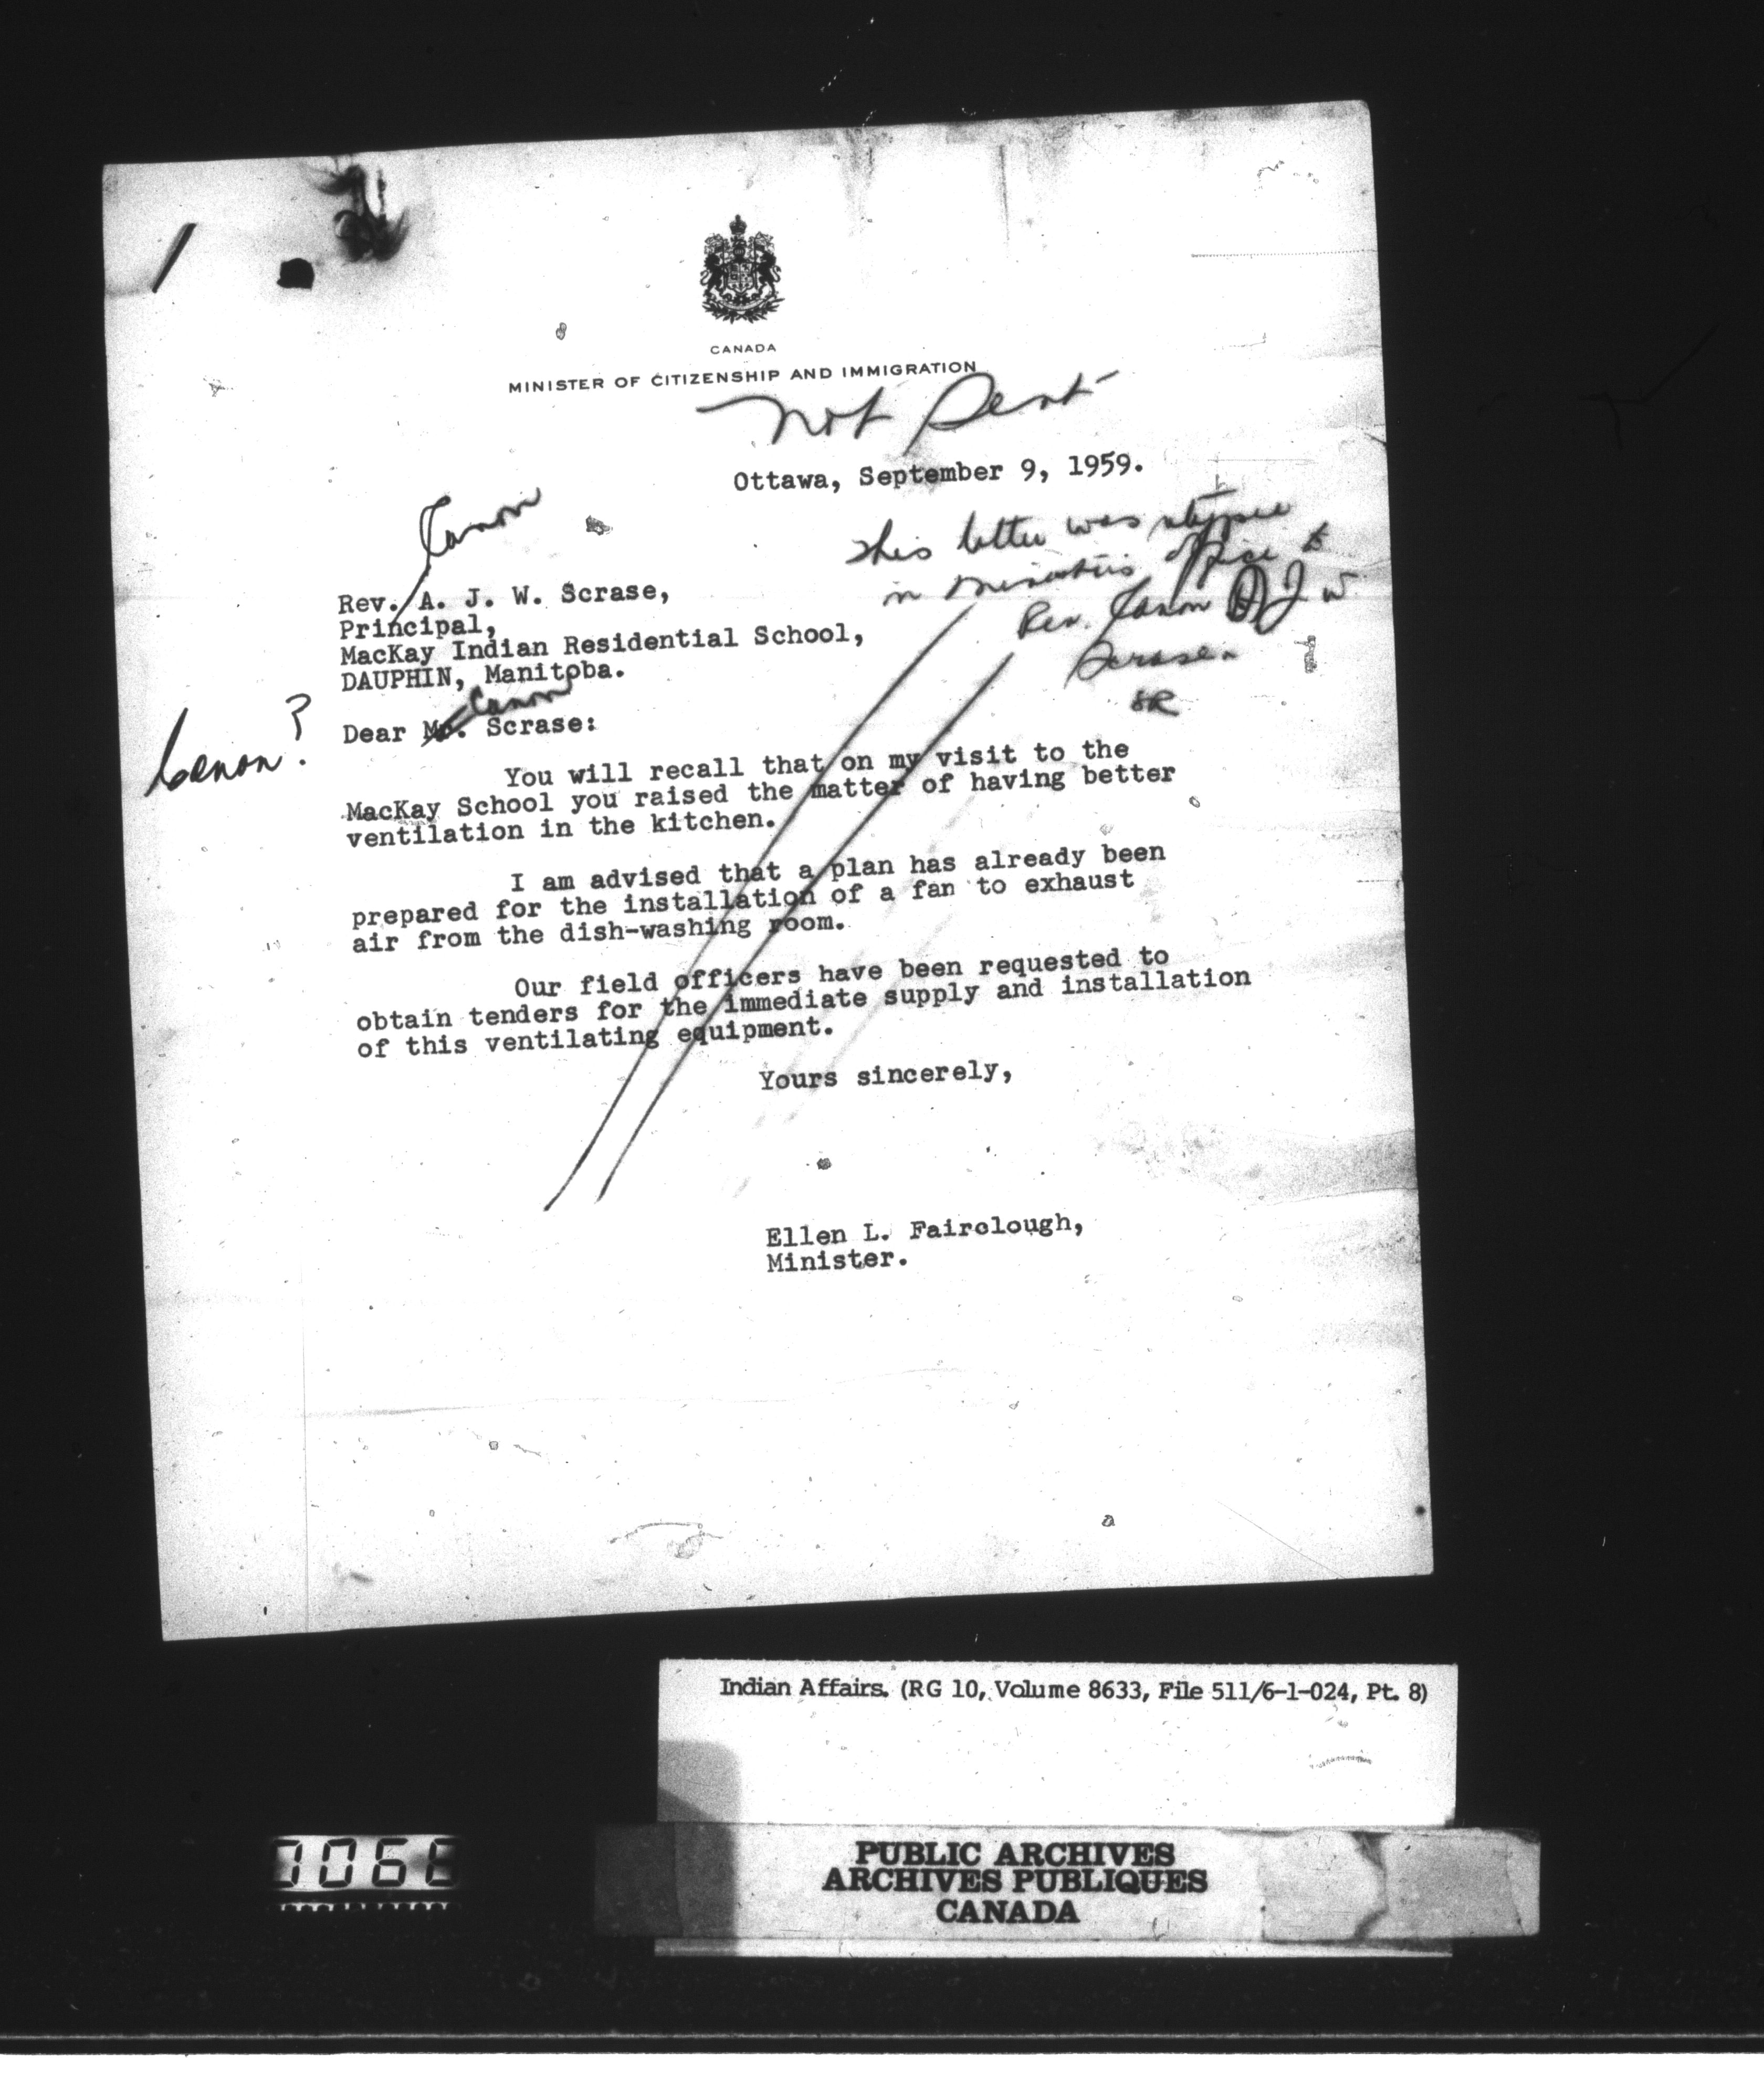 CANADA
MINISTER OF CITIZENSHIP AND IMMIGRATION
not Sent
Ottawa, September 9, 1959.
Canon
This letter was retyped
in Minister's office to
Rev. Canon A J W
Scrase.
Rev. A. J. W. Scrase,
Principal,
MacKay Indian Residential School,
DAUPHIN, Manitoba.
Canon
Canon?
Dear Mr. Scrase:
You will recall that on my visit to the
MacKay School you raised the matter of having better
ventilation in the kitchen.
I am advised that a plan has already been
prepared for the installation of a fan to exhaust
air from the dish-washing room.
Our field officers have been requested to
obtain tenders for the immediate supply and installation
of this ventilating equipment.
Yours sincerely,
Ellen L. Fairclough,
Minister.
Indian Affairs. (RG 10, Volume 8633, File 511/6-1-024, Pt. 8)
PUBLIC ARCHIVES
ARCHIVES PUBLIQUES
CANADA